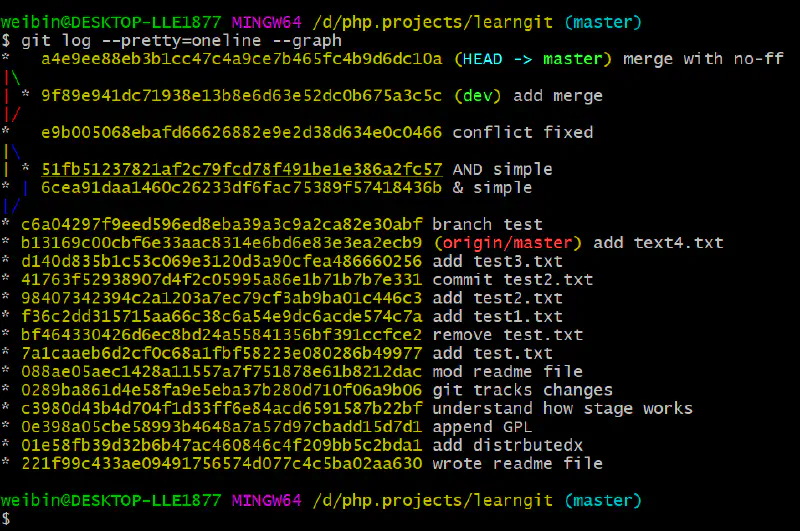 weibin@DESKTOP-LLE1877 MINGW64 /d/php.projects/learngit (master)
$ git log --pretty=oneline --graph
*   a4e9ee88eb3b1cc47c4a9ce7b465fc4b9d6dc10a (HEAD -> master) merge with no-ff
|\
| * 9f89e941dc71938e13b8e6d63e52dc0b675a3c5c (dev) add merge
|/
*   e9b005068ebafd66626882e9e2d38d634e0c0466 conflict fixed
|\
| * 51fb51237821af2c79fcd78f491be1e386a2fc57 AND simple
* | 6cea91daa1460c26233df6fac75389f57418436b & simple
|/
* c6a04297f9eed596ed8eba39a3c9a2ca82e30abf branch test
* b13169c00cbf6e33aac8314e6bd6e83e3ea2ecb9 (origin/master) add text4.txt
* d140d835b1c53c069e3120d3a90cfea486660256 add test3.txt
* 41763f52938907d4f2c05995a86e1b71b7b7e331 commit test2.txt
* 98407342394c2a1203a7ec79cf3ab9ba01c446c3 add test2.txt
* f36c2dd315715aa66c38c6a54e9dc6acde574c7a add test1.txt
* bf464330426d6ec8bd24a55841356bf391ccfce2 remove test.txt
* 7a1caaeb6d2cf0c68a1fbf58223e080286b49977 add test.txt
* 088ae05aec1428a11557a7f751878e61b8212dac mod readme file
* 0289ba861d4e58fa9e5eba37b280d710f06a9b06 git tracks changes
* c3980d43b4d704f1d33ff6e84acd6591587b22bf understand how stage works
* 0e398a05cbe58993b4648a7a57d97cbadd15d7d1 append GPL
* 01e58fb39d32b6b47ac460846c4f209bb5c2bda1 add distrbutedx
* 221f99c433ae09491756574d077c4c5ba02aa630 wrote readme file
weibin@DESKTOP-LLE1877 MINGW64 /d/php.projects/learngit (master)
$